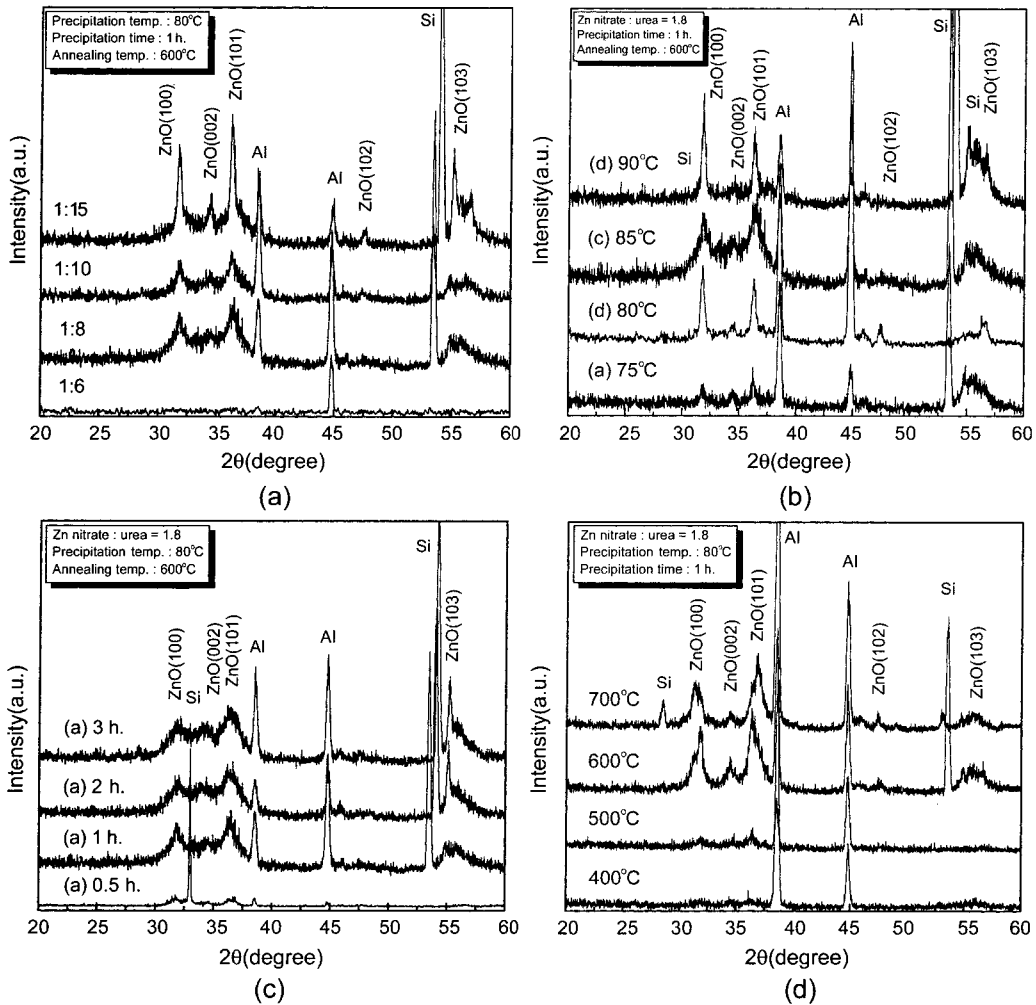 Precipitation temp. : 80°C
Precipitation time : 1 h.
Annealing temp. : 600°C
Si
ZnO(100)
ZnO(002)
ZnO(101)
Al
Al
ZnO(102)
ZnO(103)
1:15
1:10
1:8
1:6
Intensity(a.u.)
20 25 30 35 40 45 50 55 60
2θ(degree)
(a)
Zn nitrate : urea = 1.8
Precipitation time : 1 h.
Annealing temp. : 600°C
Al
Si
Si
ZnO(100)
ZnO(002)
ZnO(101)
Al
ZnO(102)
Si
ZnO(103)
(d) 90°C
(c) 85°C
(d) 80°C
(a) 75°C
Intensity(a.u.)
20 25 31 35 40 45 50 55 60
2θ(degree)
(b)
Zn nitrate : urea = 1.8
Precipitation temp. : 80°C
Annealing temp. : 600°C
Si
ZnO(100)
Si
ZnO(002)
ZnO(101)
Al
Al
ZnO(103)
(a) 3 h.
(a) 2 h.
(a) 1 h.
(a) 0.5 h.
Intensity(a.u.)
20 25 30 35 40 45 50 55 60
2θ(degree)
(c)
Zn nitrate : urea = 1.8
Precipitation temp. : 80°C
Precipitation time : 1 h.
Al
Al
Si
Si
ZnO(100)
ZnO(002)
ZnO(101)
ZnO(102)
ZnO(103)
700°C
600°C
500°C
400°C
Intensity(a.u.)
20 25 31 35 40 45 50 55 60
2θ(degree)
(d)